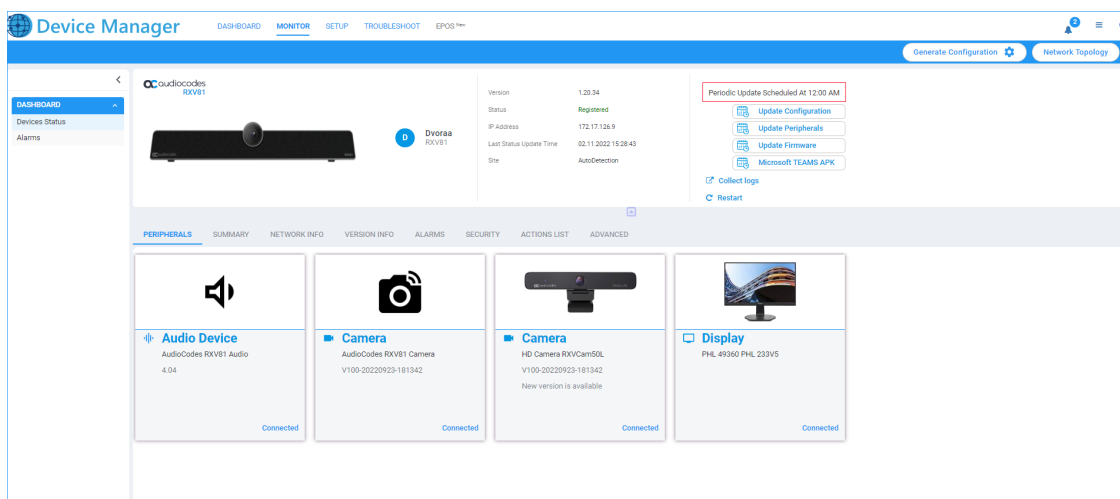 Device Manager
DASHBOARD
MONITOR
SETUP
TROUBLESHOOT
EPOS New
2
Generate Configuration
Network Topology
DASHBOARD
Devices Status
Alarms
audiocodes
RXV81
D
Dvoraa
RXV81
Version 1.20.34
Status Registered
IP Address 172.17.126.9
Last Status Update Time 02.11.2022 15:28:43
Site AutoDetection
Periodic Update Scheduled At 12:00 AM
Update Configuration
Update Peripherals
Update Firmware
Microsoft TEAMS APK
Collect logs
Restart
PERIPHERALS
SUMMARY
NETWORK INFO
VERSION INFO
ALARMS
SECURITY
ACTIONS LIST
ADVANCED
Audio Device
AudioCodes RXV81 Audio
4.04
Connected
Camera
AudioCodes RXV81 Camera
V100-20220923-181342
Connected
Camera
HD Camera RXVCam50L
V100-20220923-181342
New version is available
Connected
Display
PHL 49360 PHL 233V5
Connected